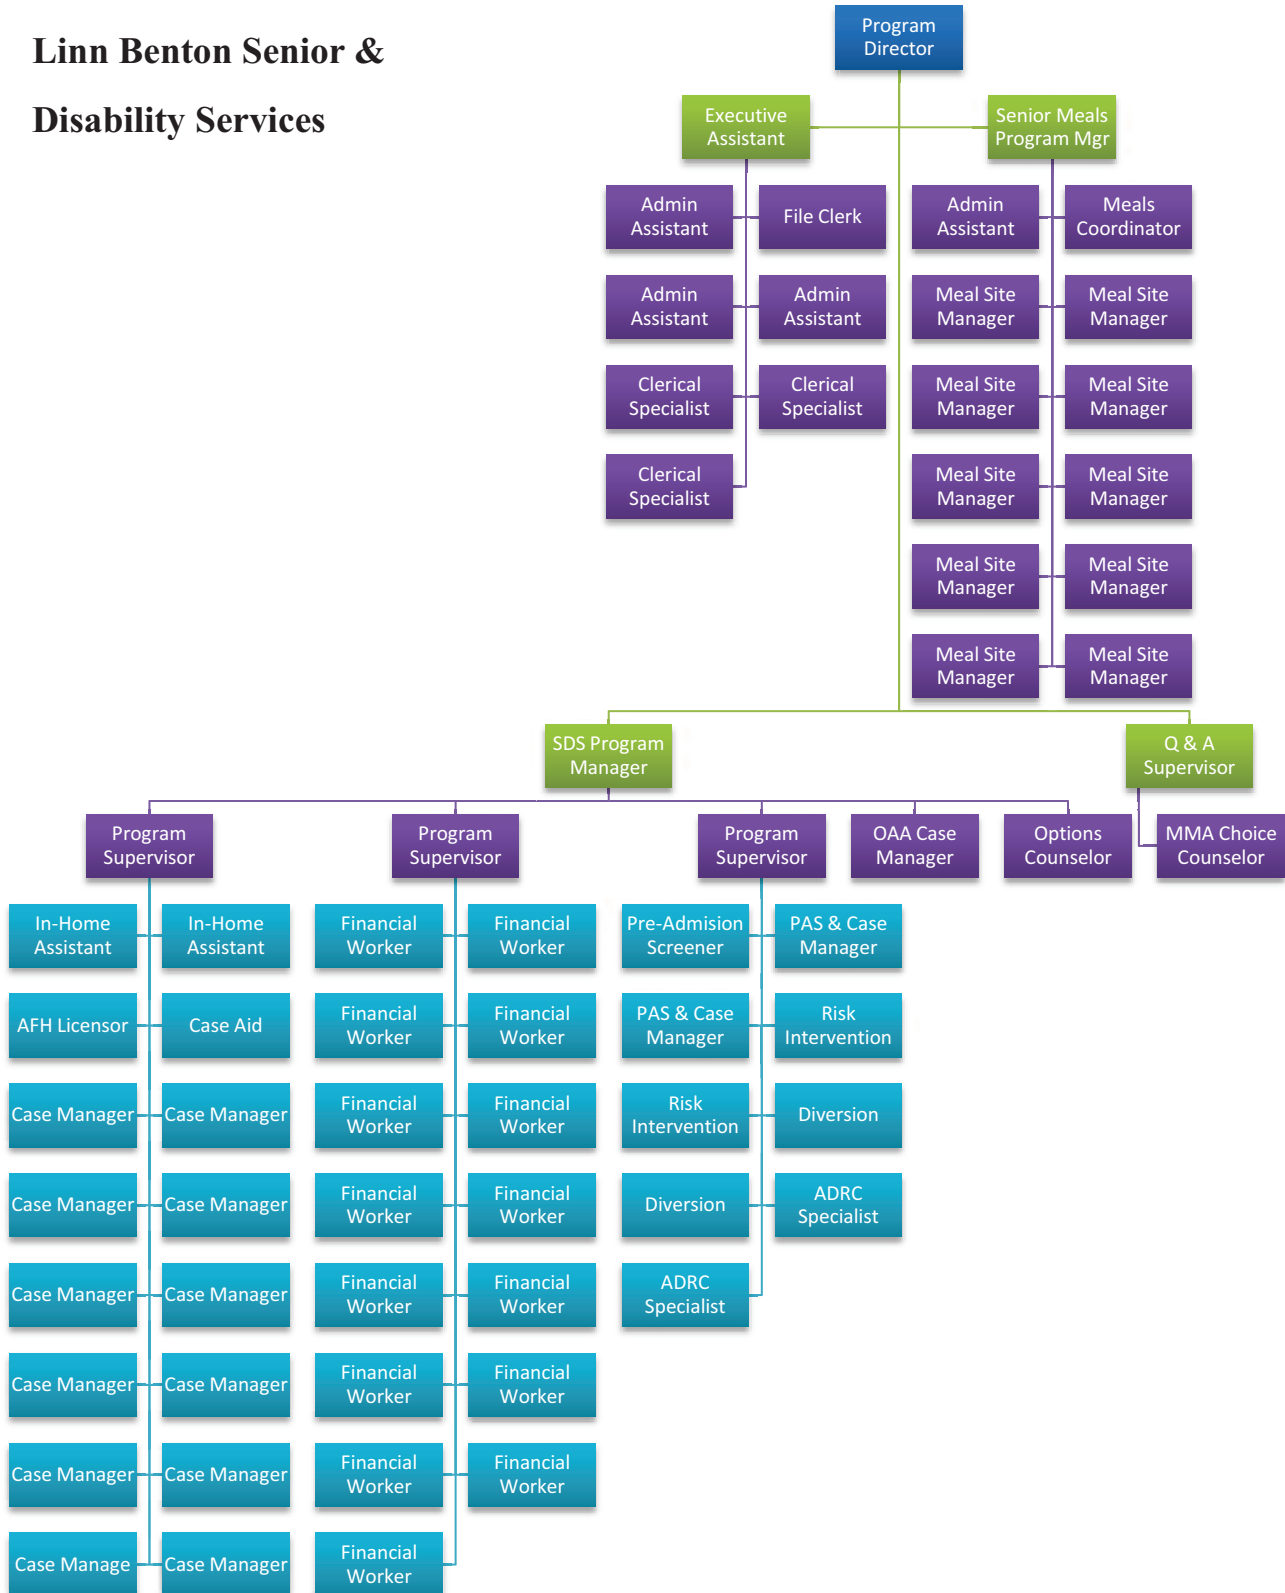 Linn Benton Senior &
Disability Services
Program
Director
Executive
Assistant
Senior Meals
Program Mgr
Admin
Assistant
File Clerk
Admin
Assistant
Admin
Assistant
Clerical
Specialist
Clerical
Specialist
Clerical
Specialist
Admin
Assistant
Meals
Coordinator
Meal Site
Manager
Meal Site
Manager
Meal Site
Manager
Meal Site
Manager
Meal Site
Manager
Meal Site
Manager
Meal Site
Manager
Meal Site
Manager
Meal Site
Manager
Meal Site
Manager
SDS Program
Manager
Q & A
Supervisor
Program
Supervisor
Program
Supervisor
Program
Supervisor
OAA Case
Manager
Options
Counselor
MMA Choice
Counselor
In-Home
Assistant
In-Home
Assistant
AFH Licensor
Case Aid
Case Manager
Case Manager
Case Manager
Case Manager
Case Manager
Case Manager
Case Manager
Case Manager
Case Manager
Case Manager
Case Manage
Case Manager
Financial
Worker
Financial
Worker
Financial
Worker
Financial
Worker
Financial
Worker
Financial
Worker
Financial
Worker
Financial
Worker
Financial
Worker
Financial
Worker
Financial
Worker
Financial
Worker
Financial
Worker
Financial
Worker
Financial
Worker
Pre-Admision
Screener
PAS & Case
Manager
PAS & Case
Manager
Risk
Intervention
Risk
Intervention
Diversion
Diversion
ADRC
Specialist
ADRC
Specialist